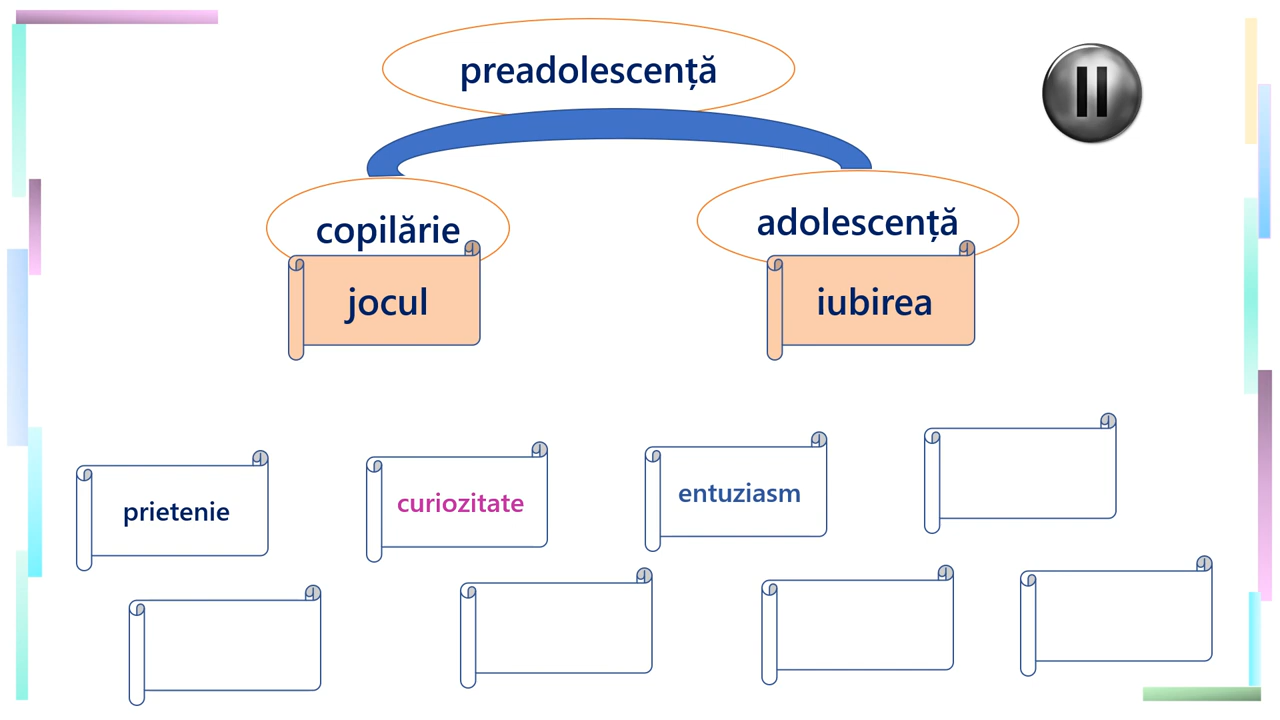 preadolescență
copilărie
adolescență
jocul
iubirea
prietenie
curiozitate
entuziasm